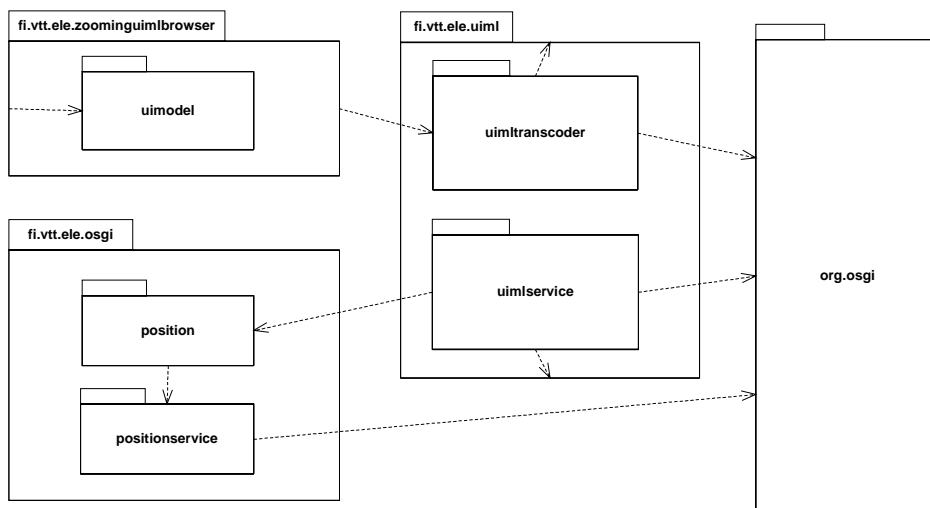 fi.vtt.ele.zoominguimlbrowser
fi.vtt.ele.uiml
uimodel
uimltranscoder
fi.vtt.ele.osgi
uimlservice
org.osgi
position
positionservice